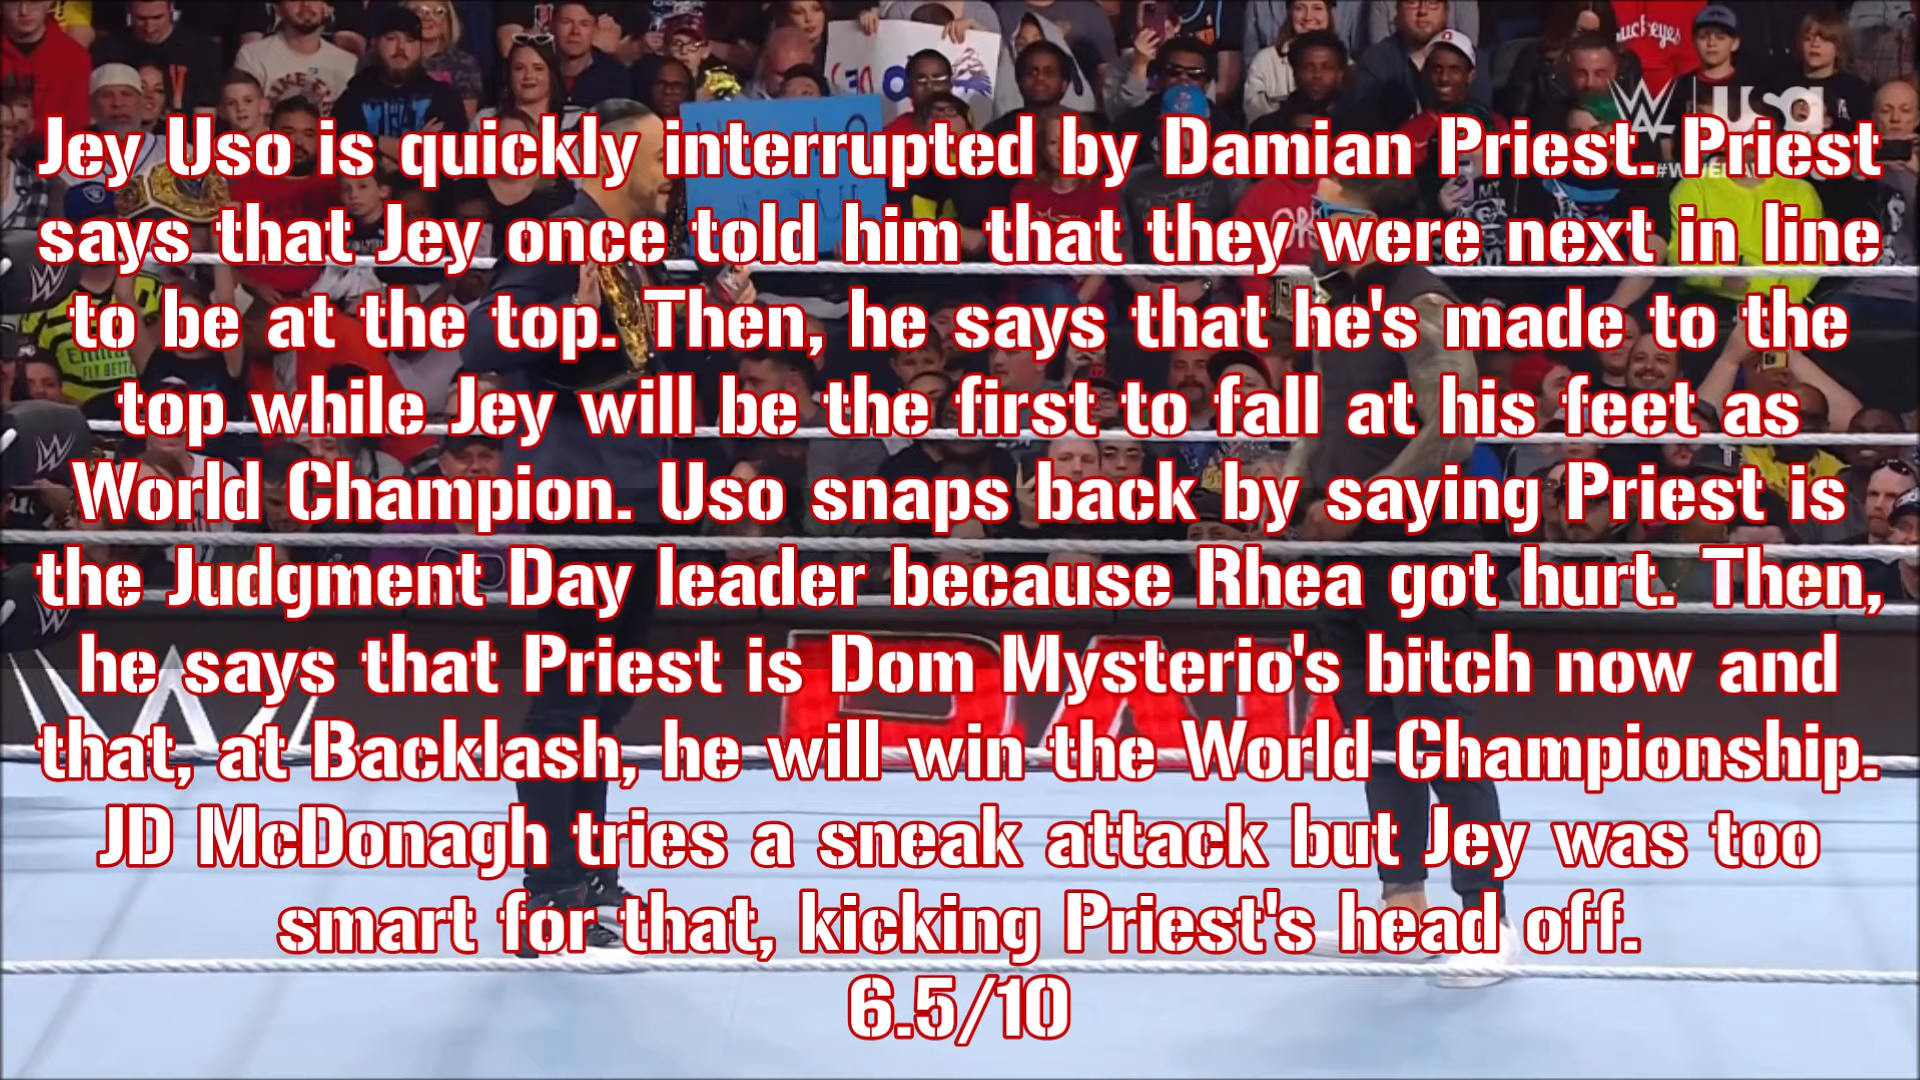 Jey Uso is quickly interrupted by Damian Priest. Priest
says that Jey once told him that they were next in line
to be at the top. Then, he says that he's made to the
top while Jey will be the first to fall at his feet as
World Champion. Uso snaps back by saying Priest is
the Judgment Day leader because Rhea got hurt. Then,
he says that Priest is Dom Mysterio's bitch now and
that, at Backlash, he will win the World Championship.
JD McDonagh tries a sneak attack but Jey was too
smart for that, kicking Priest's head off.
6.5/10
W
usa